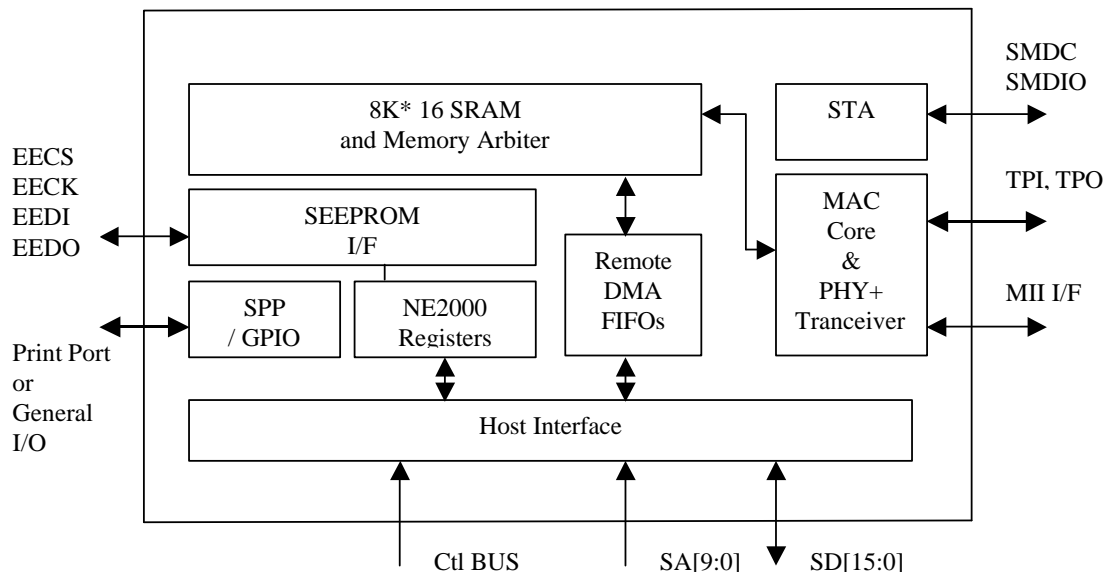 SMDC
SMDIO
8K* 16 SRAM
and Memory Arbiter
STA
EECS
EECK
EEDI
EEDO
TPI, TPO
SEEPROM
I/F
MAC
Core
&
PHY+
Tranceiver
Remote
DMA
FIFOs
MII I/F
SPP
/ GPIO
NE2000
Registers
Print Port
or
General
I/O
Host Interface
Ctl BUS
SA[9:0]
SD[15:0]